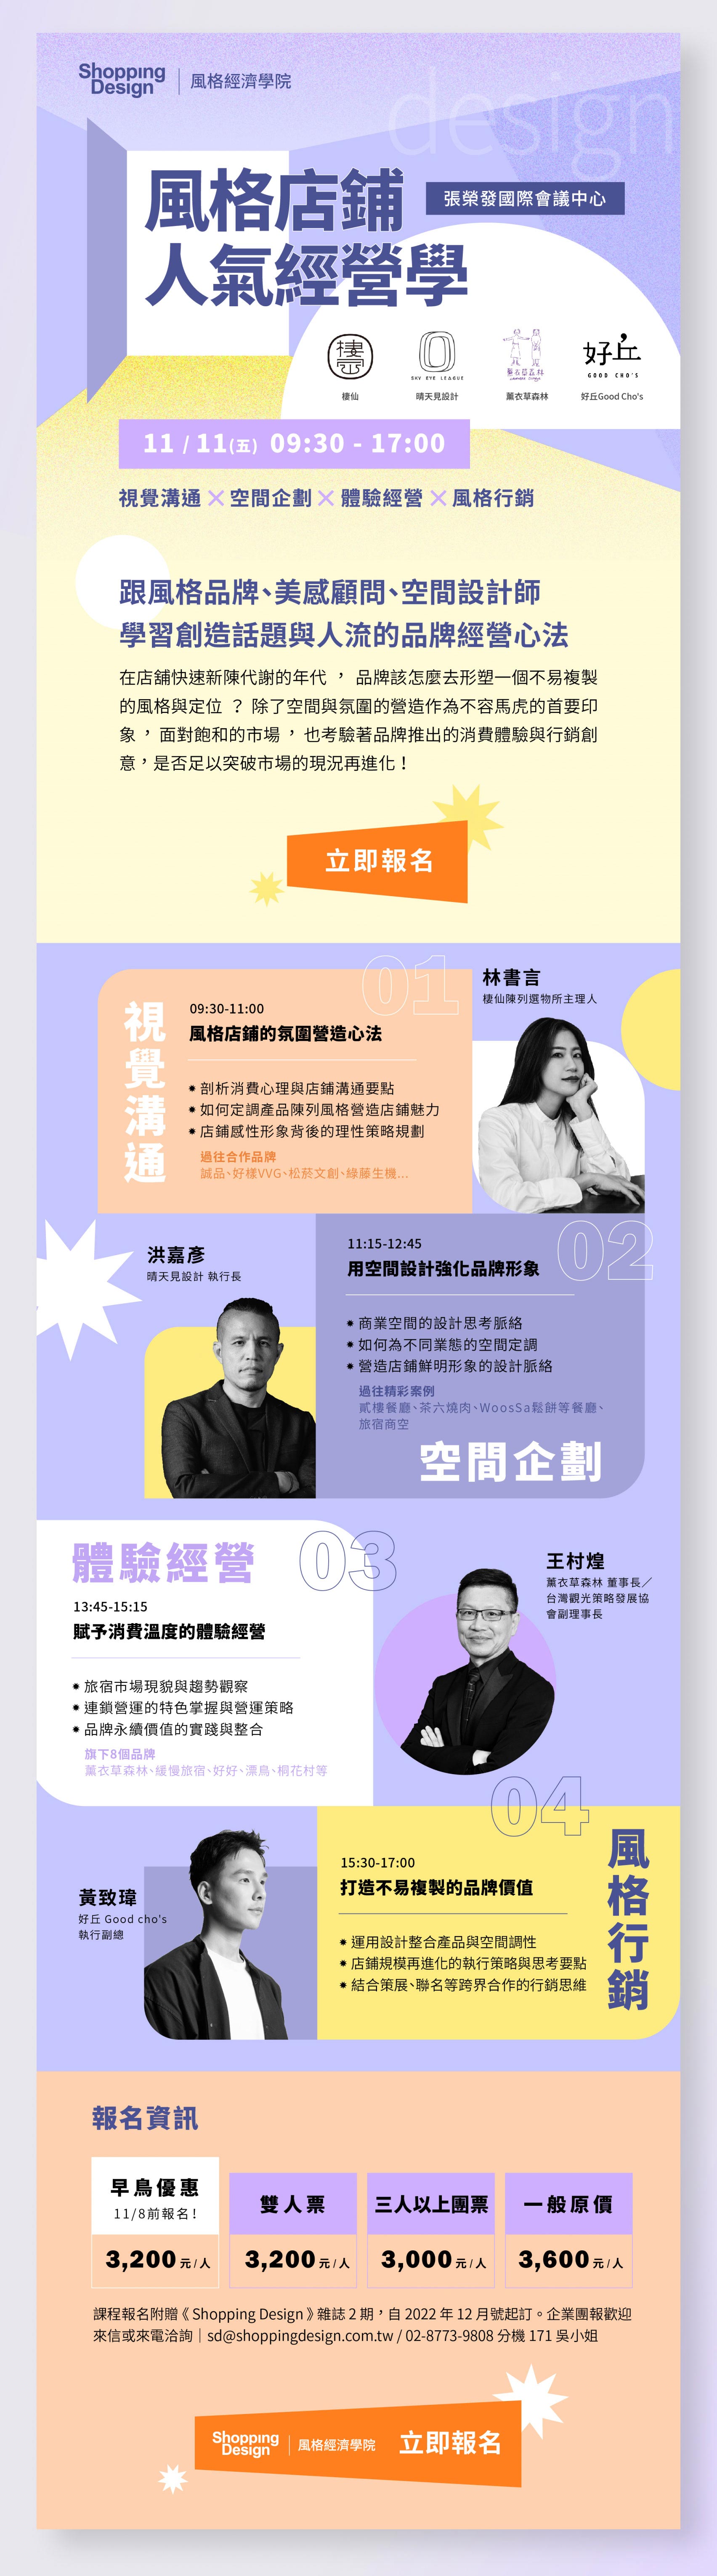 Shopping
Design
風格經濟學院
design
風格店鋪
張榮發國際會議中心
人氣經營學
棲仙
SKY EYE LEAGUE
薰衣草森林
好丘
GOOD CHO'S
棲仙
晴天見設計
薰衣草森林
好丘Good Cho's
11 / 11(五) 09:30 - 17:00
視覺溝通 × 空間企劃 × 體驗經營 × 風格行銷
跟風格品牌、美感顧問、空間設計師
學習創造話題與人流的品牌經營心法
在店舖快速新陳代謝的年代 ， 品牌該怎麼去形塑一個不易複製
的風格與定位 ？ 除了空間與氛圍的營造作為不容馬虎的首要印
象 ， 面對飽和的市場 ， 也考驗著品牌推出的消費體驗與行銷創
意，是否足以突破市場的現況再進化！
立即報名
01
視覺溝通
09:30-11:00
風格店鋪的氛圍營造心法
剖析消費心理與店鋪溝通要點
如何定調產品陳列風格營造店鋪魅力
店鋪感性形象背後的理性策略規劃
過往合作品牌
誠品、好樣VVG、松菸文創、綠藤生機...
林書言
棲仙陳列選物所主理人
洪嘉彥
晴天見設計 執行長
02
11:15-12:45
用空間設計強化品牌形象
商業空間的設計思考脈絡
如何為不同業態的空間定調
營造店鋪鮮明形象的設計脈絡
過往精彩案例
貳樓餐廳、茶六燒肉、WoosSa鬆餅等餐廳、
旅宿商空
空間企劃
體驗經營
03
13:45-15:15
賦予消費溫度的體驗經營
旅宿市場現貌與趨勢觀察
連鎖營運的特色掌握與營運策略
品牌永續價值的實踐與整合
旗下8個品牌
薰衣草森林、緩慢旅宿、好好、漂鳥、桐花村等
王村煌
薰衣草森林 董事長／
台灣觀光策略發展協
會副理事長
黃致瑋
好丘 Good cho's
執行副總
04
15:30-17:00
打造不易複製的品牌價值
運用設計整合產品與空間調性
店鋪規模再進化的執行策略與思考要點
結合策展、聯名等跨界合作的行銷思維
風格行銷
報名資訊
早鳥優惠
11/8前報名！
3,200 元 / 人
雙人票
3,200 元 / 人
三人以上團票
3,000 元 / 人
一般原價
3,600 元 / 人
課程報名附贈《 Shopping Design 》雜誌 2 期，自 2022 年 12 月號起訂。企業團報歡迎
來信或來電洽詢｜sd@shoppingdesign.com.tw / 02-8773-9808 分機 171 吳小姐
Shopping
Design
風格經濟學院
立即報名